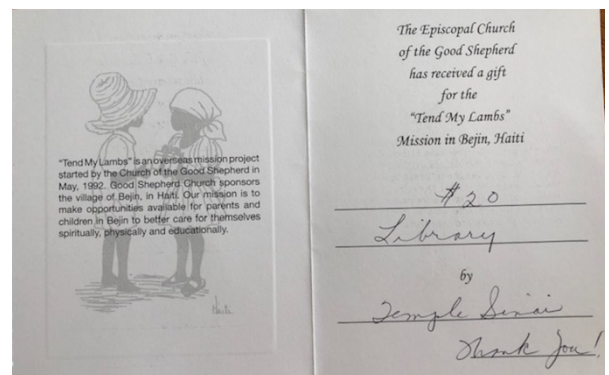 "Tend My Lambs" is an overseas mission project
started by the Church of the Good Shepherd in
May, 1992. Good Shepherd Church sponsors
the village of Bejin, in Haiti. Our mission is to
make opportunities available for parents and
children in Bejin to better care for themselves
spiritually, physically and educationally.
Haiti
The Episcopal Church
of the Good Shepherd
has received a gift
for the
"Tend My Lambs"
Mission in Bejin, Haiti
#20
Library
by
Temple Sinai
Thank You!